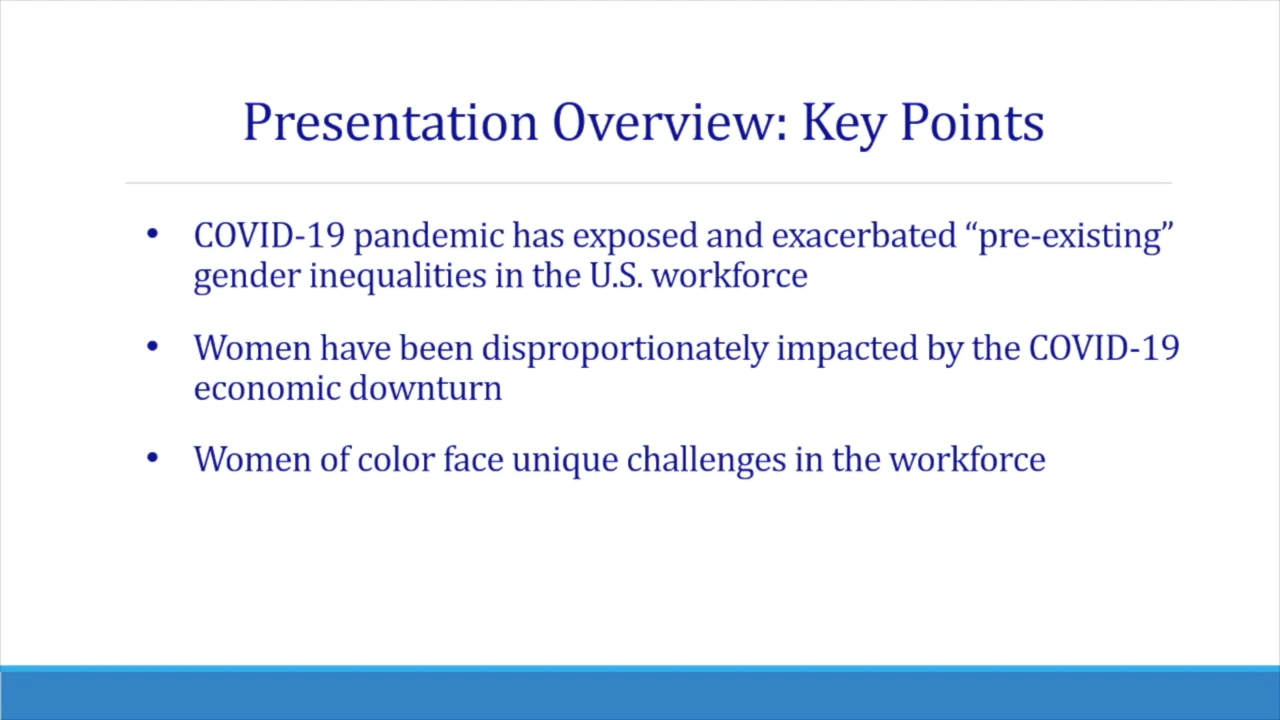 Presentation Overview: Key Points
• COVID-19 pandemic has exposed and exacerbated “pre-existing”
gender inequalities in the U.S. workforce
• Women have been disproportionately impacted by the COVID-19
economic downturn
• Women of color face unique challenges in the workforce